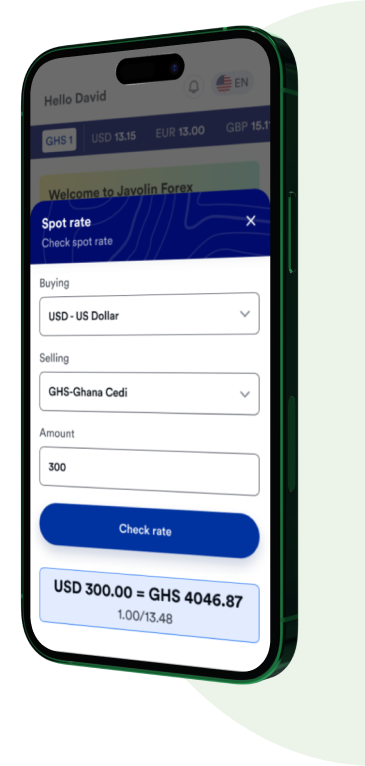 Hello David
EN
GHS 1 USD 13.15 EUR 13.00 GBP 15.11
Welcome to Javolin Forex
Spot rate
Check spot rate
Buying
USD - US Dollar
Selling
GHS-Ghana Cedi
Amount
300
Check rate
USD 300.00 = GHS 4046.87
1.00/13.48